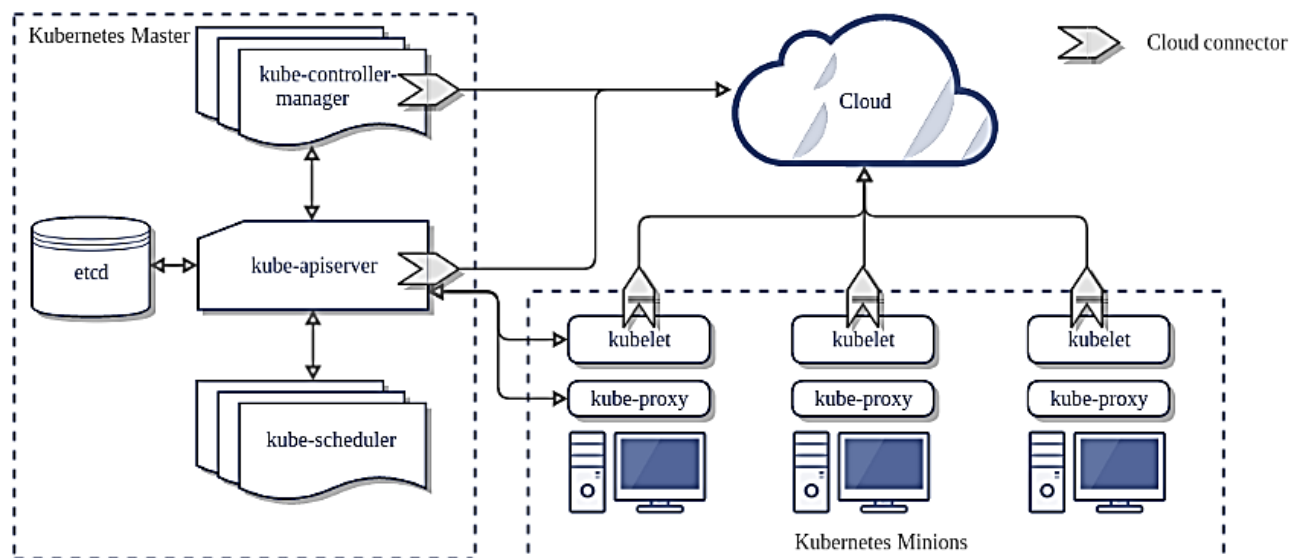 Kubernetes Master
kube-controller-
manager
Cloud
Cloud connector
etcd
kube-apiserver
kubelet
kubelet
kubelet
kube-proxy
kube-proxy
kube-proxy
kube-scheduler
Kubernetes Minions